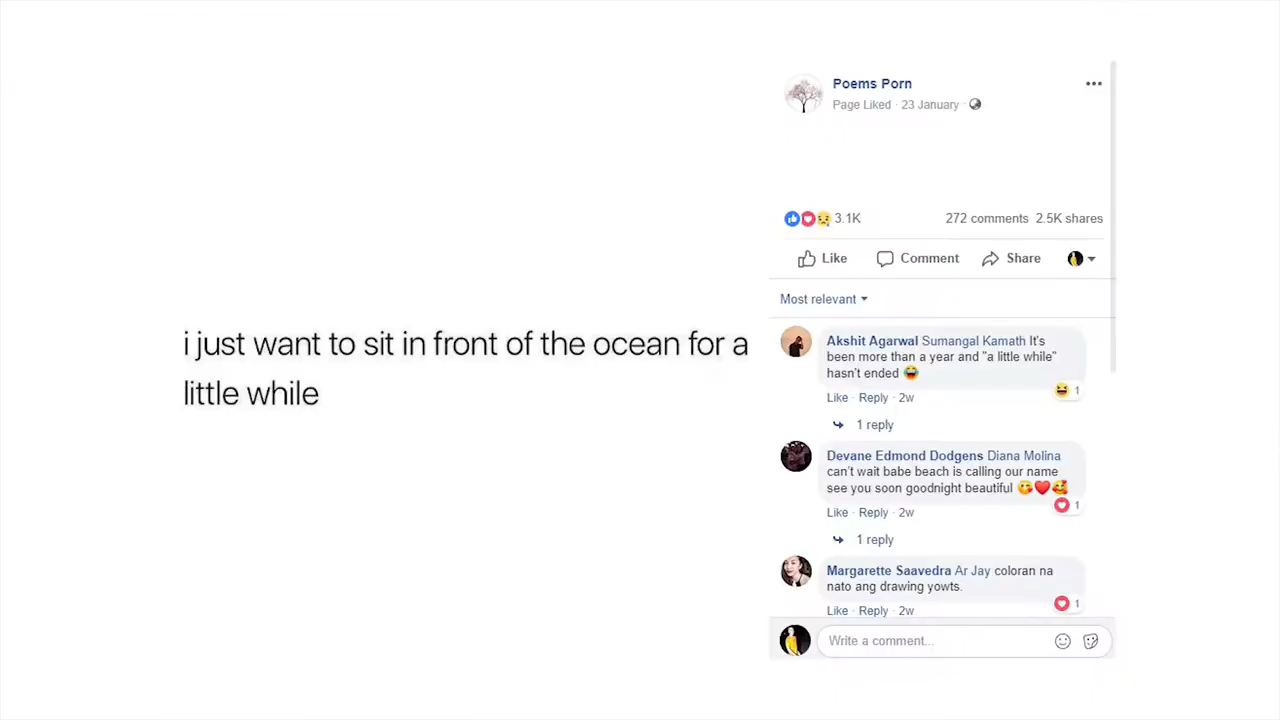 i just want to sit in front of the ocean for a
little while
Poems Porn
Page Liked · 23 January ·
3.1K 272 comments 2.5K shares
Like Comment Share
Most relevant
Akshit Agarwal Sumangal Kamath It's
been more than a year and "a little while"
hasn't ended
1
Like · Reply · 2w
1 reply
Devane Edmond Dodgens Diana Molina
can't wait babe beach is calling our name
see you soon goodnight beautiful
1
Like · Reply · 2w
1 reply
Margarette Saavedra Ar Jay coloran na
nato ang drawing yowts.
1
Like · Reply · 2w
Write a comment...